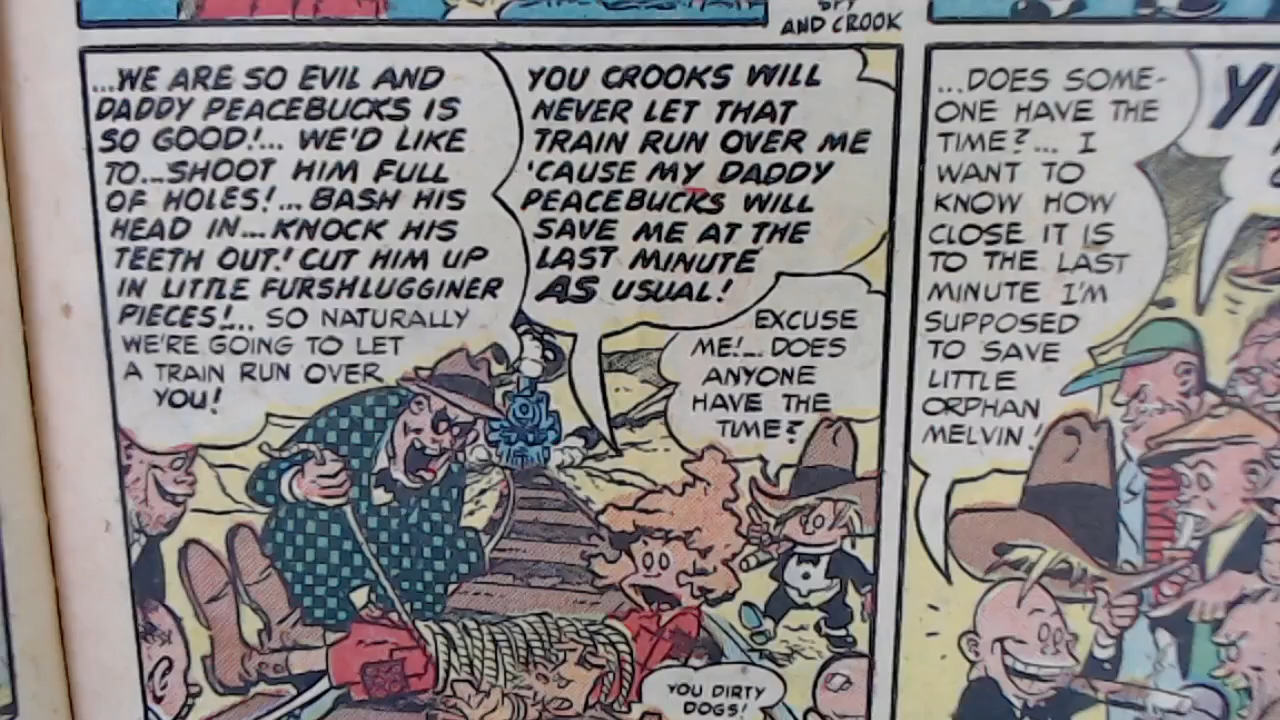 SPY
AND CROOK
...WE ARE SO EVIL AND
DADDY PEACEBUCKS IS
SO GOOD!... WE'D LIKE
TO...SHOOT HIM FULL
OF HOLES!... BASH HIS
HEAD IN...KNOCK HIS
TEETH OUT! CUT HIM UP
IN LITTLE FURSHLUGGINER
PIECES!... SO NATURALLY
WE'RE GOING TO LET
A TRAIN RUN OVER
YOU!
YOU CROOKS WILL
NEVER LET THAT
TRAIN RUN OVER ME
'CAUSE MY DADDY
PEACEBUCKS WILL
SAVE ME AT THE
LAST MINUTE
AS USUAL!
EXCUSE
ME!... DOES
ANYONE
HAVE THE
TIME?
YOU DIRTY
DOGS!
...DOES SOME-
ONE HAVE THE
TIME?... I
WANT TO
KNOW HOW
CLOSE IT IS
TO THE LAST
MINUTE I'M
SUPPOSED
TO SAVE
LITTLE
ORPHAN
MELVIN!